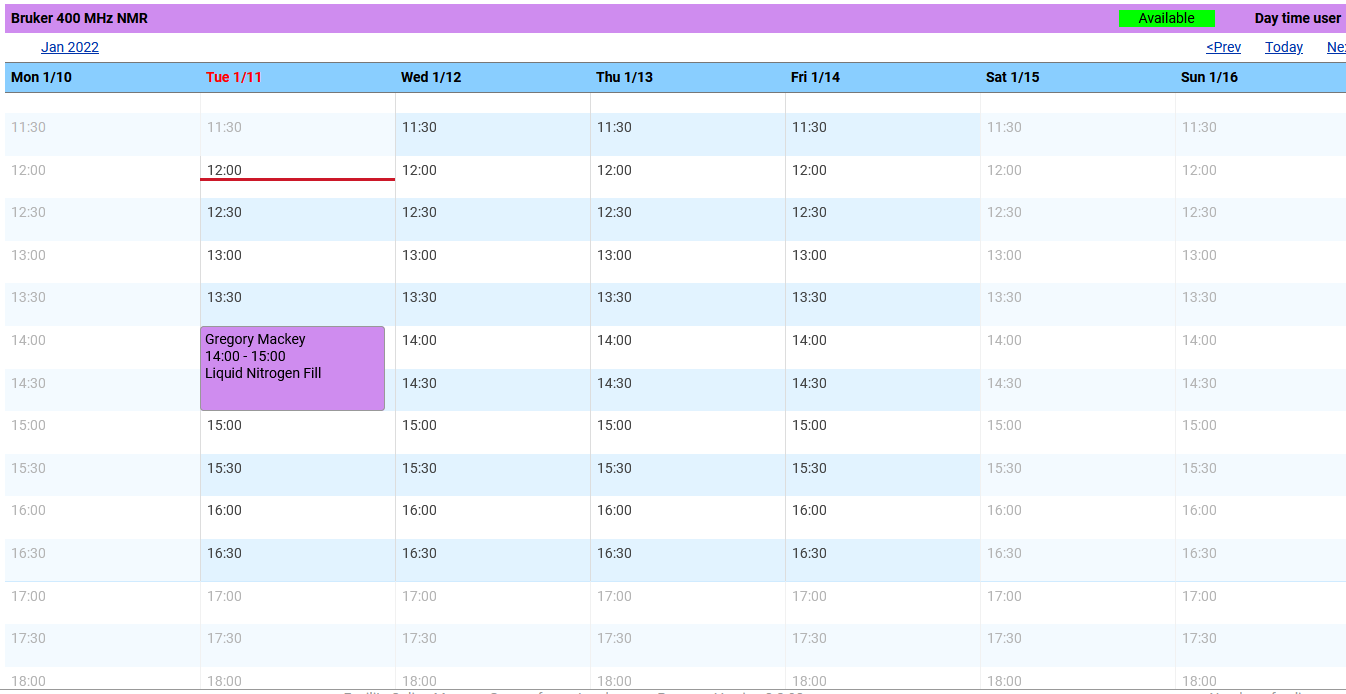 Bruker 400 MHz NMR Available Day time user
Jan 2022 <Prev Today
Mon 1/10 Tue 1/11 Wed 1/12 Thu 1/13 Fri 1/14 Sat 1/15 Sun 1/16
11:30 11:30 11:30 11:30 11:30 11:30 11:30
12:00 12:00 12:00 12:00 12:00 12:00 12:00
12:30 12:30 12:30 12:30 12:30 12:30 12:30
13:00 13:00 13:00 13:00 13:00 13:00 13:00
13:30 13:30 13:30 13:30 13:30 13:30 13:30
Gregory Mackey
14:00 - 15:00
Liquid Nitrogen Fill
14:00 14:00 14:00 14:00 14:00 14:00
14:30 14:30 14:30 14:30 14:30 14:30
15:00 15:00 15:00 15:00 15:00 15:00 15:00
15:30 15:30 15:30 15:30 15:30 15:30 15:30
16:00 16:00 16:00 16:00 16:00 16:00 16:00
16:30 16:30 16:30 16:30 16:30 16:30 16:30
17:00 17:00 17:00 17:00 17:00 17:00 17:00
17:30 17:30 17:30 17:30 17:30 17:30 17:30
18:00 18:00 18:00 18:00 18:00 18:00 18:00